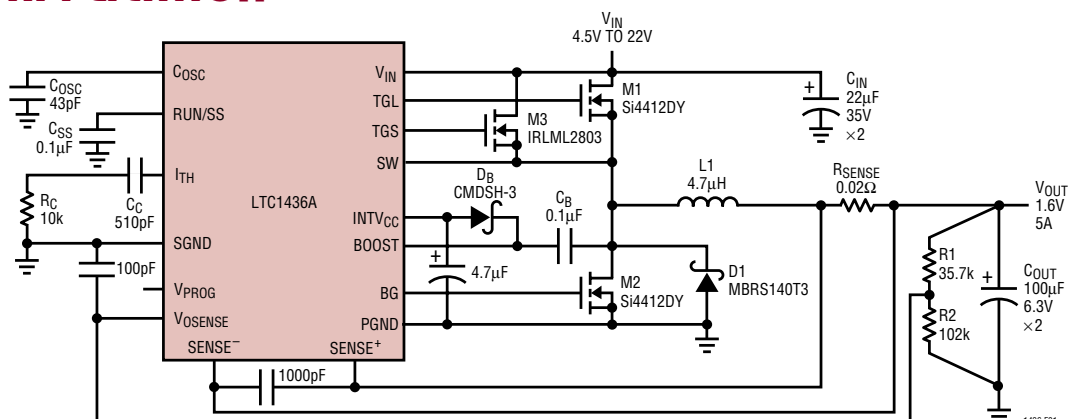 V_IN
4.5V TO 22V
C_OSC
43pF
C_SS
0.1µF
R_C
10k
C_C
510pF
100pF
C_OSC
RUN/SS
I_TH
SGND
V_PROG
V_OSENSE
SENSE⁻
LTC1436A
V_IN
TGL
TGS
SW
INTV_CC
BOOST
BG
PGND
SENSE⁺
1000pF
M1
Si4412DY
M3
IRLML2803
D_B
CMDSH-3
C_B
0.1µF
+
4.7µF
M2
Si4412DY
D1
MBRS140T3
L1
4.7µH
R_SENSE
0.02Ω
+
C_IN
22µF
35V
×2
V_OUT
1.6V
5A
R1
35.7k
R2
102k
+
C_OUT
100µF
6.3V
×2